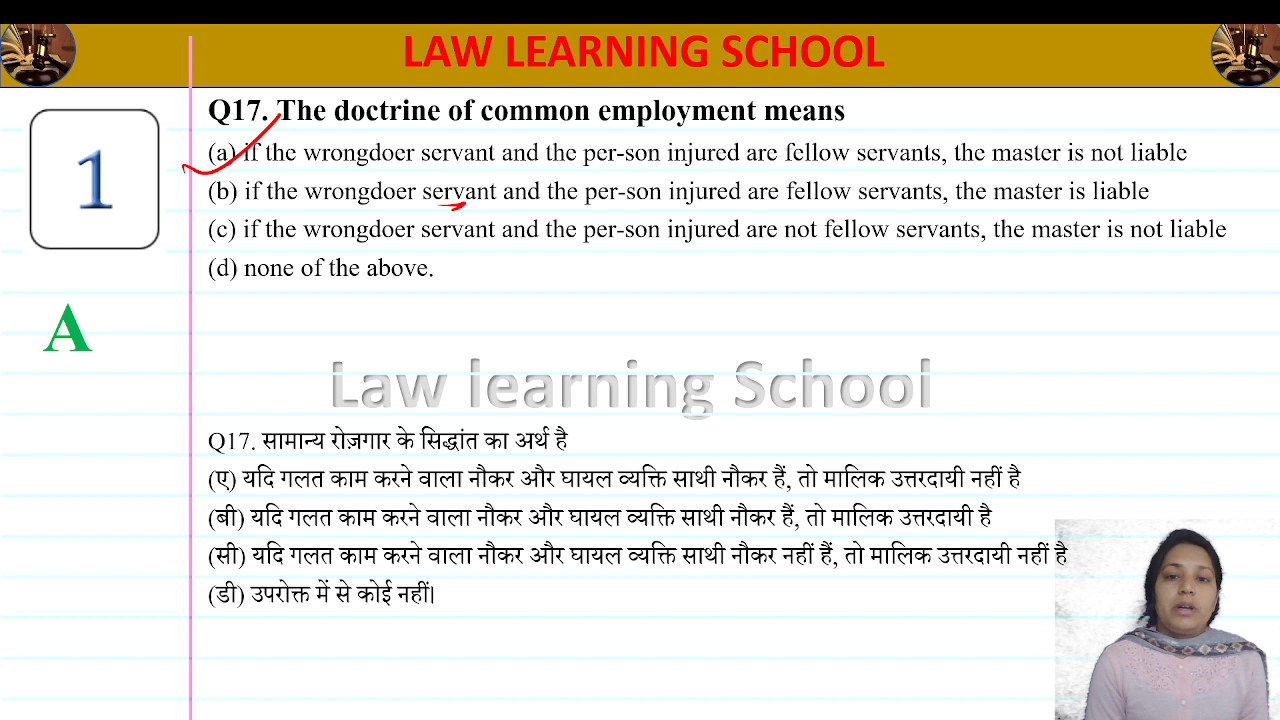 LAW LEARNING SCHOOL
1
Q17. The doctrine of common employment means
(a) if the wrongdoer servant and the per-son injured are fellow servants, the master is not liable
(b) if the wrongdoer servant and the per-son injured are fellow servants, the master is liable
(c) if the wrongdoer servant and the per-son injured are not fellow servants, the master is not liable
(d) none of the above.
A
Law learning School
Q17. सामान्य रोज़गार के सिद्धांत का अर्थ है
(ए) यदि गलत काम करने वाला नौकर और घायल व्यक्ति साथी नौकर हैं, तो मालिक उत्तरदायी नहीं है
(बी) यदि गलत काम करने वाला नौकर और घायल व्यक्ति साथी नौकर हैं, तो मालिक उत्तरदायी है
(सी) यदि गलत काम करने वाला नौकर और घायल व्यक्ति साथी नौकर नहीं हैं, तो मालिक उत्तरदायी नहीं है
(डी) उपरोक्त में से कोई नहीं।